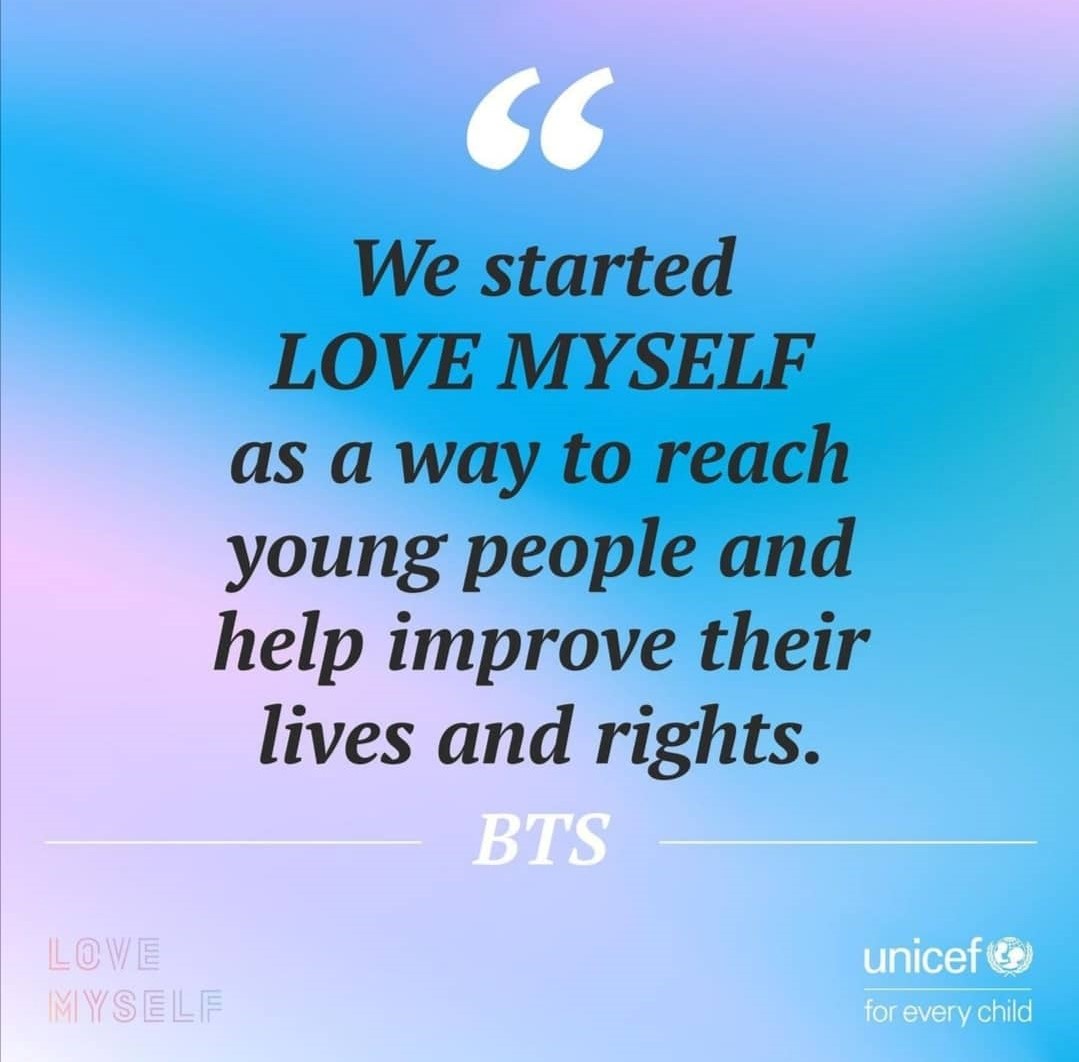 “
We started
LOVE MYSELF
as a way to reach
young people and
help improve their
lives and rights.
BTS
LOVE
MYSELF
unicef
for every child